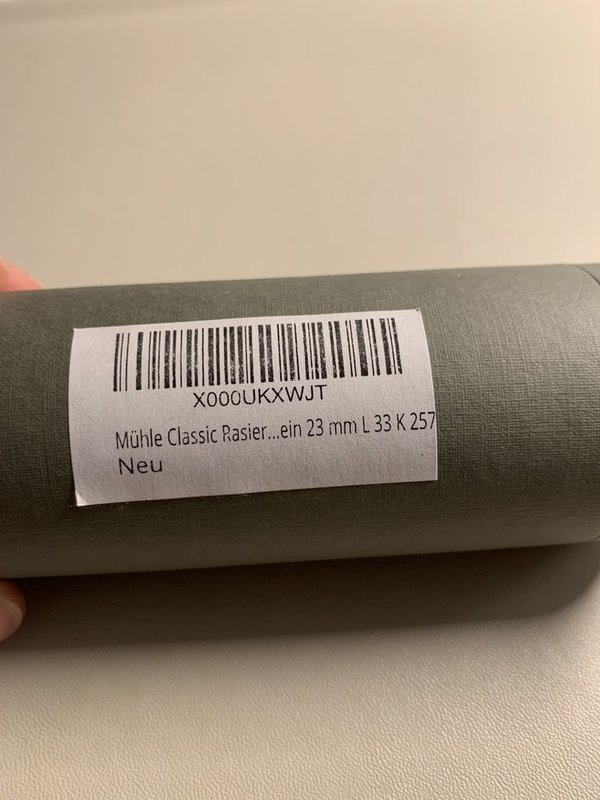 X000UKXWJT
Mühle Classic Rasier...ein 23 mm L 33 K 257
Neu